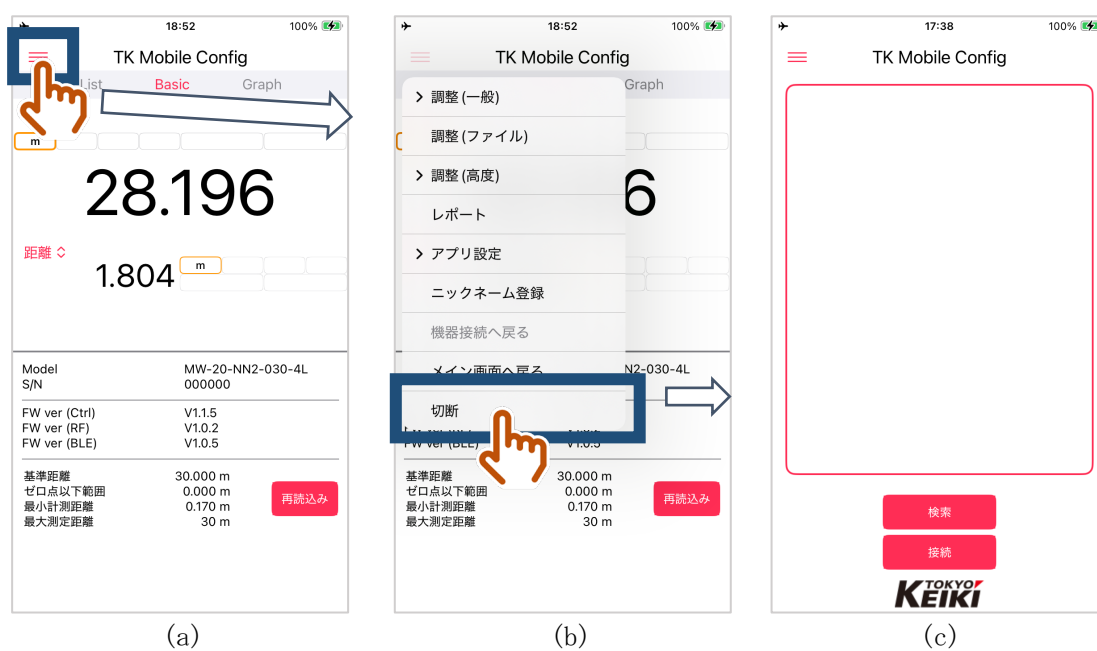 18:52
100%
TK Mobile Config
List Basic Graph
m
28.196
距離
1.804 m
Model MW-20-NN2-030-4L
S/N 000000
FW ver (Ctrl) V1.1.5
FW ver (RF) V1.0.2
FW ver (BLE) V1.0.5
基準距離 30.000 m
ゼロ点以下範囲 0.000 m
最小計測距離 0.170 m
最大測定距離 30 m
再読込み
(a)
18:52
100%
TK Mobile Config
Graph
調整(一般)
調整(ファイル)
調整(高度)
6
レポート
アプリ設定
ニックネーム登録
機器接続へ戻る
メイン画面へ戻る
N2-030-4L
切断
FW ver (BLE) V1.0.5
基準距離 30.000 m
ゼロ点以下範囲 0.000 m
最小計測距離 0.170 m
最大測定距離 30 m
再読込み
(b)
17:38
100%
TK Mobile Config
検索
接続
TOKYO
KEIKI
(c)